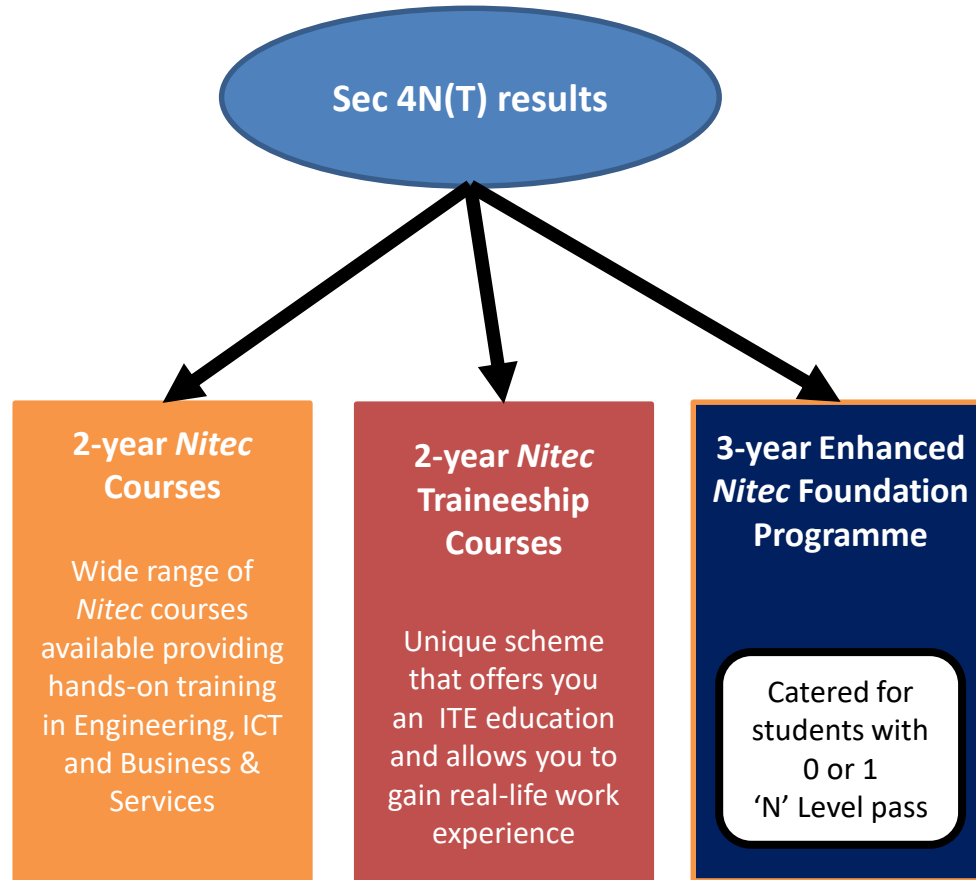 Sec 4N(T) results
2-year Nitec
Courses
Wide range of
Nitec courses
available providing
hands-on training
in Engineering, ICT
and Business &
Services
2-year Nitec
Traineeship
Courses
Unique scheme
that offers you
an  ITE education
and allows you to
gain real-life work
experience
3-year Enhanced
Nitec Foundation
Programme
Catered for
students with
0 or 1
‘N’ Level pass